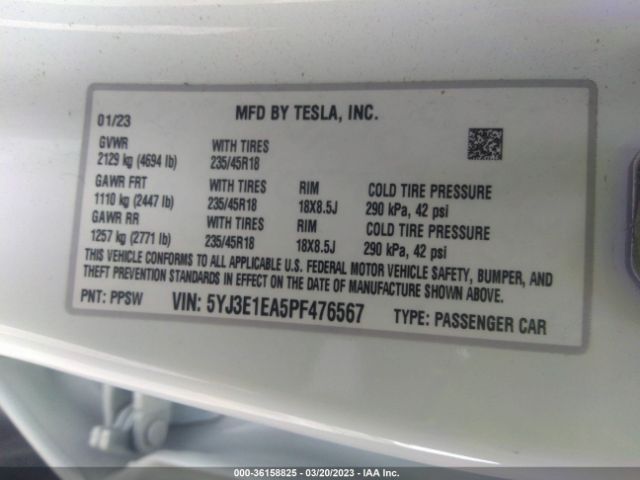 MFD BY TESLA, INC.
01/23
GVWR WITH TIRES
2129 kg (4694 lb) 235/45R18
GAWR FRT WITH TIRES RIM COLD TIRE PRESSURE
1110 kg (2447 lb) 235/45R18 18X8.5J 290 kPa, 42 psi
GAWR RR WITH TIRES RIM COLD TIRE PRESSURE
1257 kg (2771 lb) 235/45R18 18X8.5J 290 kPa, 42 psi
THIS VEHICLE CONFORMS TO ALL APPLICABLE U.S. FEDERAL MOTOR VEHICLE SAFETY, BUMPER, AND
THEFT PREVENTION STANDARDS IN EFFECT ON THE DATE OF MANUFACTURE SHOWN ABOVE.
PNT: PPSW VIN: 5YJ3E1EA5PF476567 TYPE: PASSENGER CAR
000-36158825 - 03/20/2023 - IAA Inc.